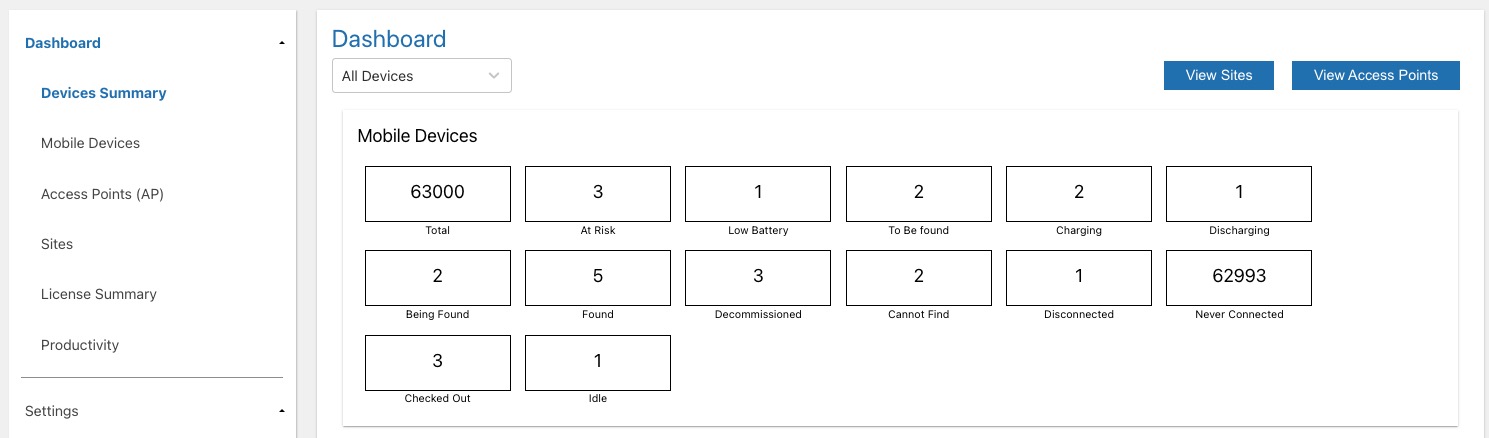 Dashboard
Devices Summary
Mobile Devices
Access Points (AP)
Sites
License Summary
Productivity
Settings
Dashboard
All Devices
View Sites
View Access Points
Mobile Devices
63000
3
1
2
2
1
Total
At Risk
Low Battery
To Be found
Charging
Discharging
2
5
3
2
1
62993
Being Found
Found
Decommissioned
Cannot Find
Disconnected
Never Connected
3
1
Checked Out
Idle